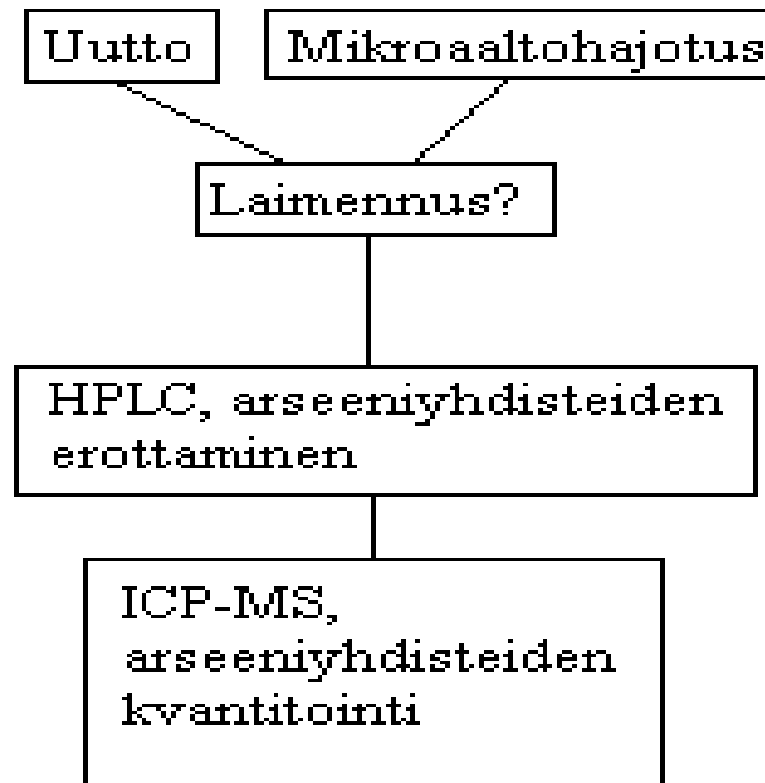 Uutto
Mikroaaltohajotus
Laimennus?
HPLC, arseeniyhdisteiden
erottaminen
ICP-MS,
arseeniyhdisteiden
kvantitointi